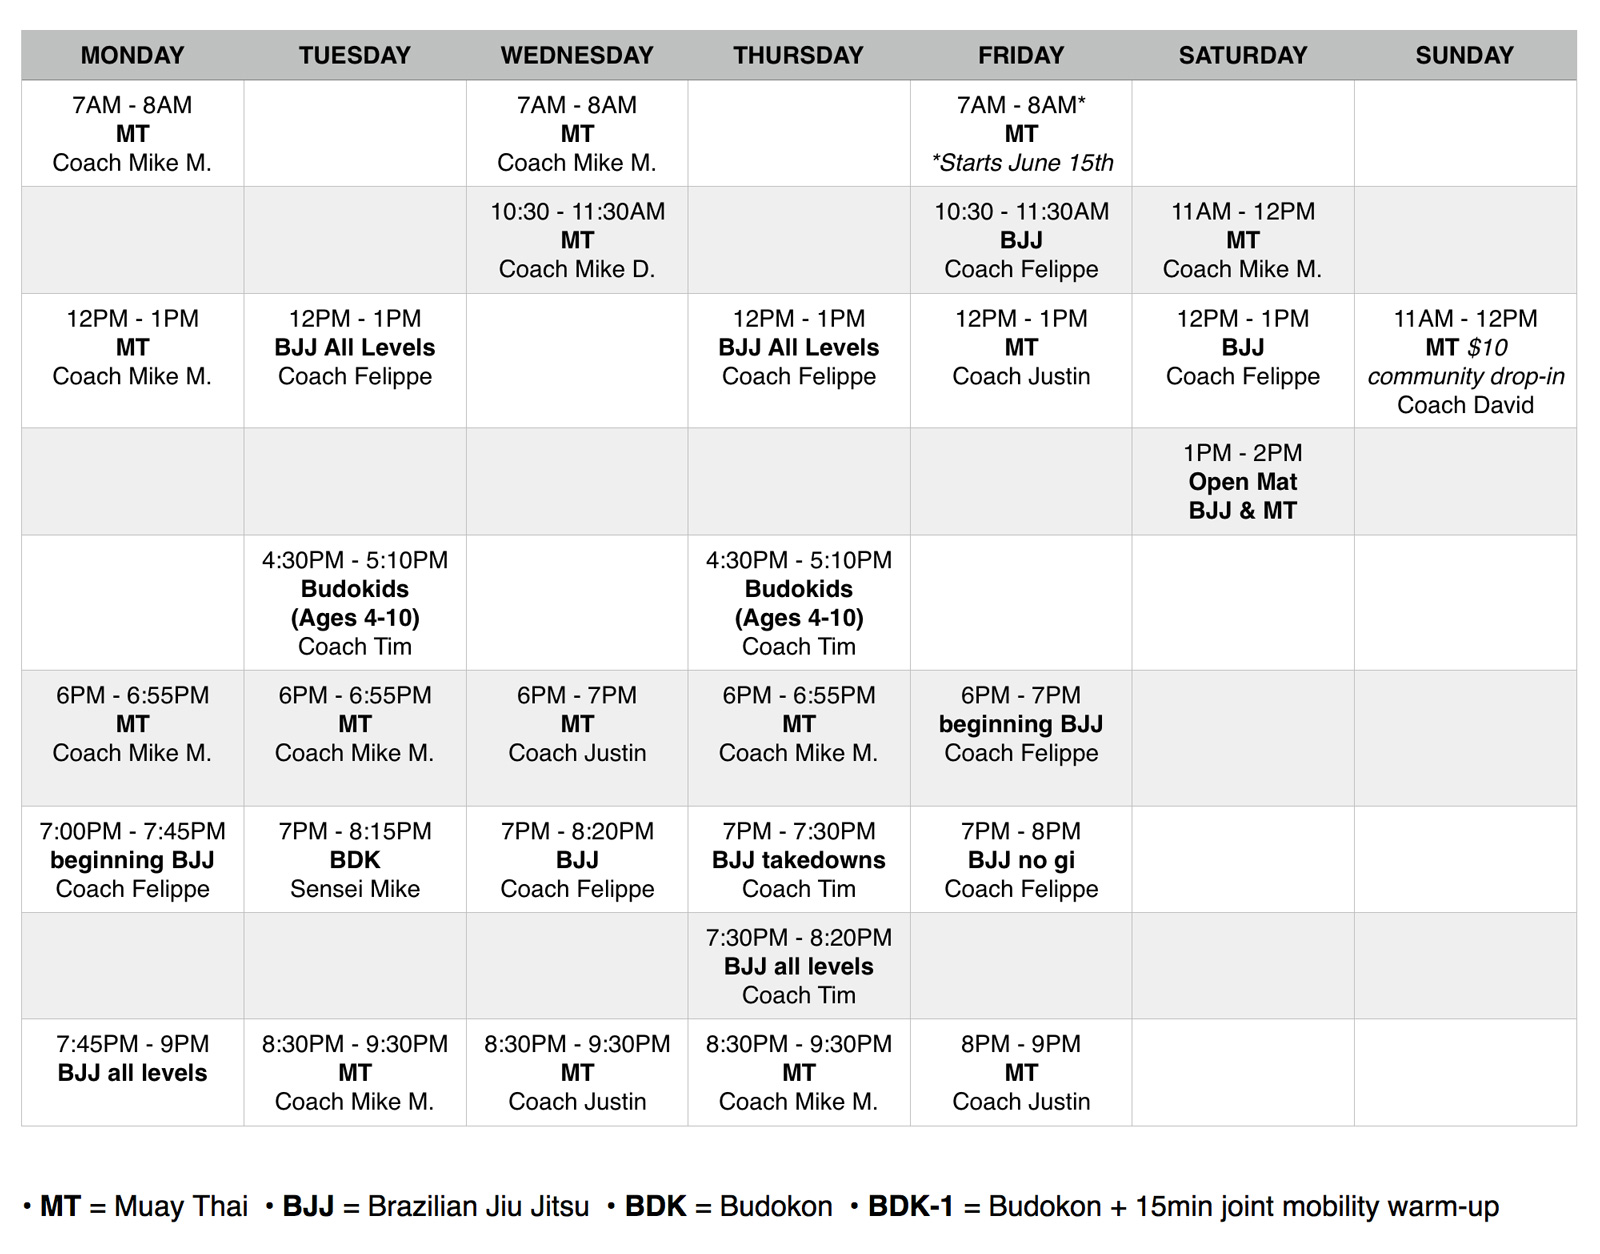 MONDAY TUESDAY WEDNESDAY THURSDAY FRIDAY SATURDAY SUNDAY
7AM - 8AM
MT
Coach Mike M.
7AM - 8AM
MT
Coach Mike M.
7AM - 8AM*
MT
*Starts June 15th
10:30 - 11:30AM
MT
Coach Mike D.
10:30 - 11:30AM
BJJ
Coach Felippe
11AM - 12PM
MT
Coach Mike M.
12PM - 1PM
MT
Coach Mike M.
12PM - 1PM
BJJ All Levels
Coach Felippe
12PM - 1PM
BJJ All Levels
Coach Felippe
12PM - 1PM
MT
Coach Justin
12PM - 1PM
BJJ
Coach Felippe
11AM - 12PM
MT $10
community drop-in
Coach David
1PM - 2PM
Open Mat
BJJ & MT
4:30PM - 5:10PM
Budokids
(Ages 4-10)
Coach Tim
4:30PM - 5:10PM
Budokids
(Ages 4-10)
Coach Tim
6PM - 6:55PM
MT
Coach Mike M.
6PM - 6:55PM
MT
Coach Mike M.
6PM - 7PM
MT
Coach Justin
6PM - 6:55PM
MT
Coach Mike M.
6PM - 7PM
beginning BJJ
Coach Felippe
7:00PM - 7:45PM
beginning BJJ
Coach Felippe
7PM - 8:15PM
BDK
Sensei Mike
7PM - 8:20PM
BJJ
Coach Felippe
7PM - 7:30PM
BJJ takedowns
Coach Tim
7PM - 8PM
BJJ no gi
Coach Felippe
7:30PM - 8:20PM
BJJ all levels
Coach Tim
7:45PM - 9PM
BJJ all levels
8:30PM - 9:30PM
MT
Coach Mike M.
8:30PM - 9:30PM
MT
Coach Justin
8:30PM - 9:30PM
MT
Coach Mike M.
8PM - 9PM
MT
Coach Justin
• MT = Muay Thai • BJJ = Brazilian Jiu Jitsu • BDK = Budokon • BDK-1 = Budokon + 15min joint mobility warm-up